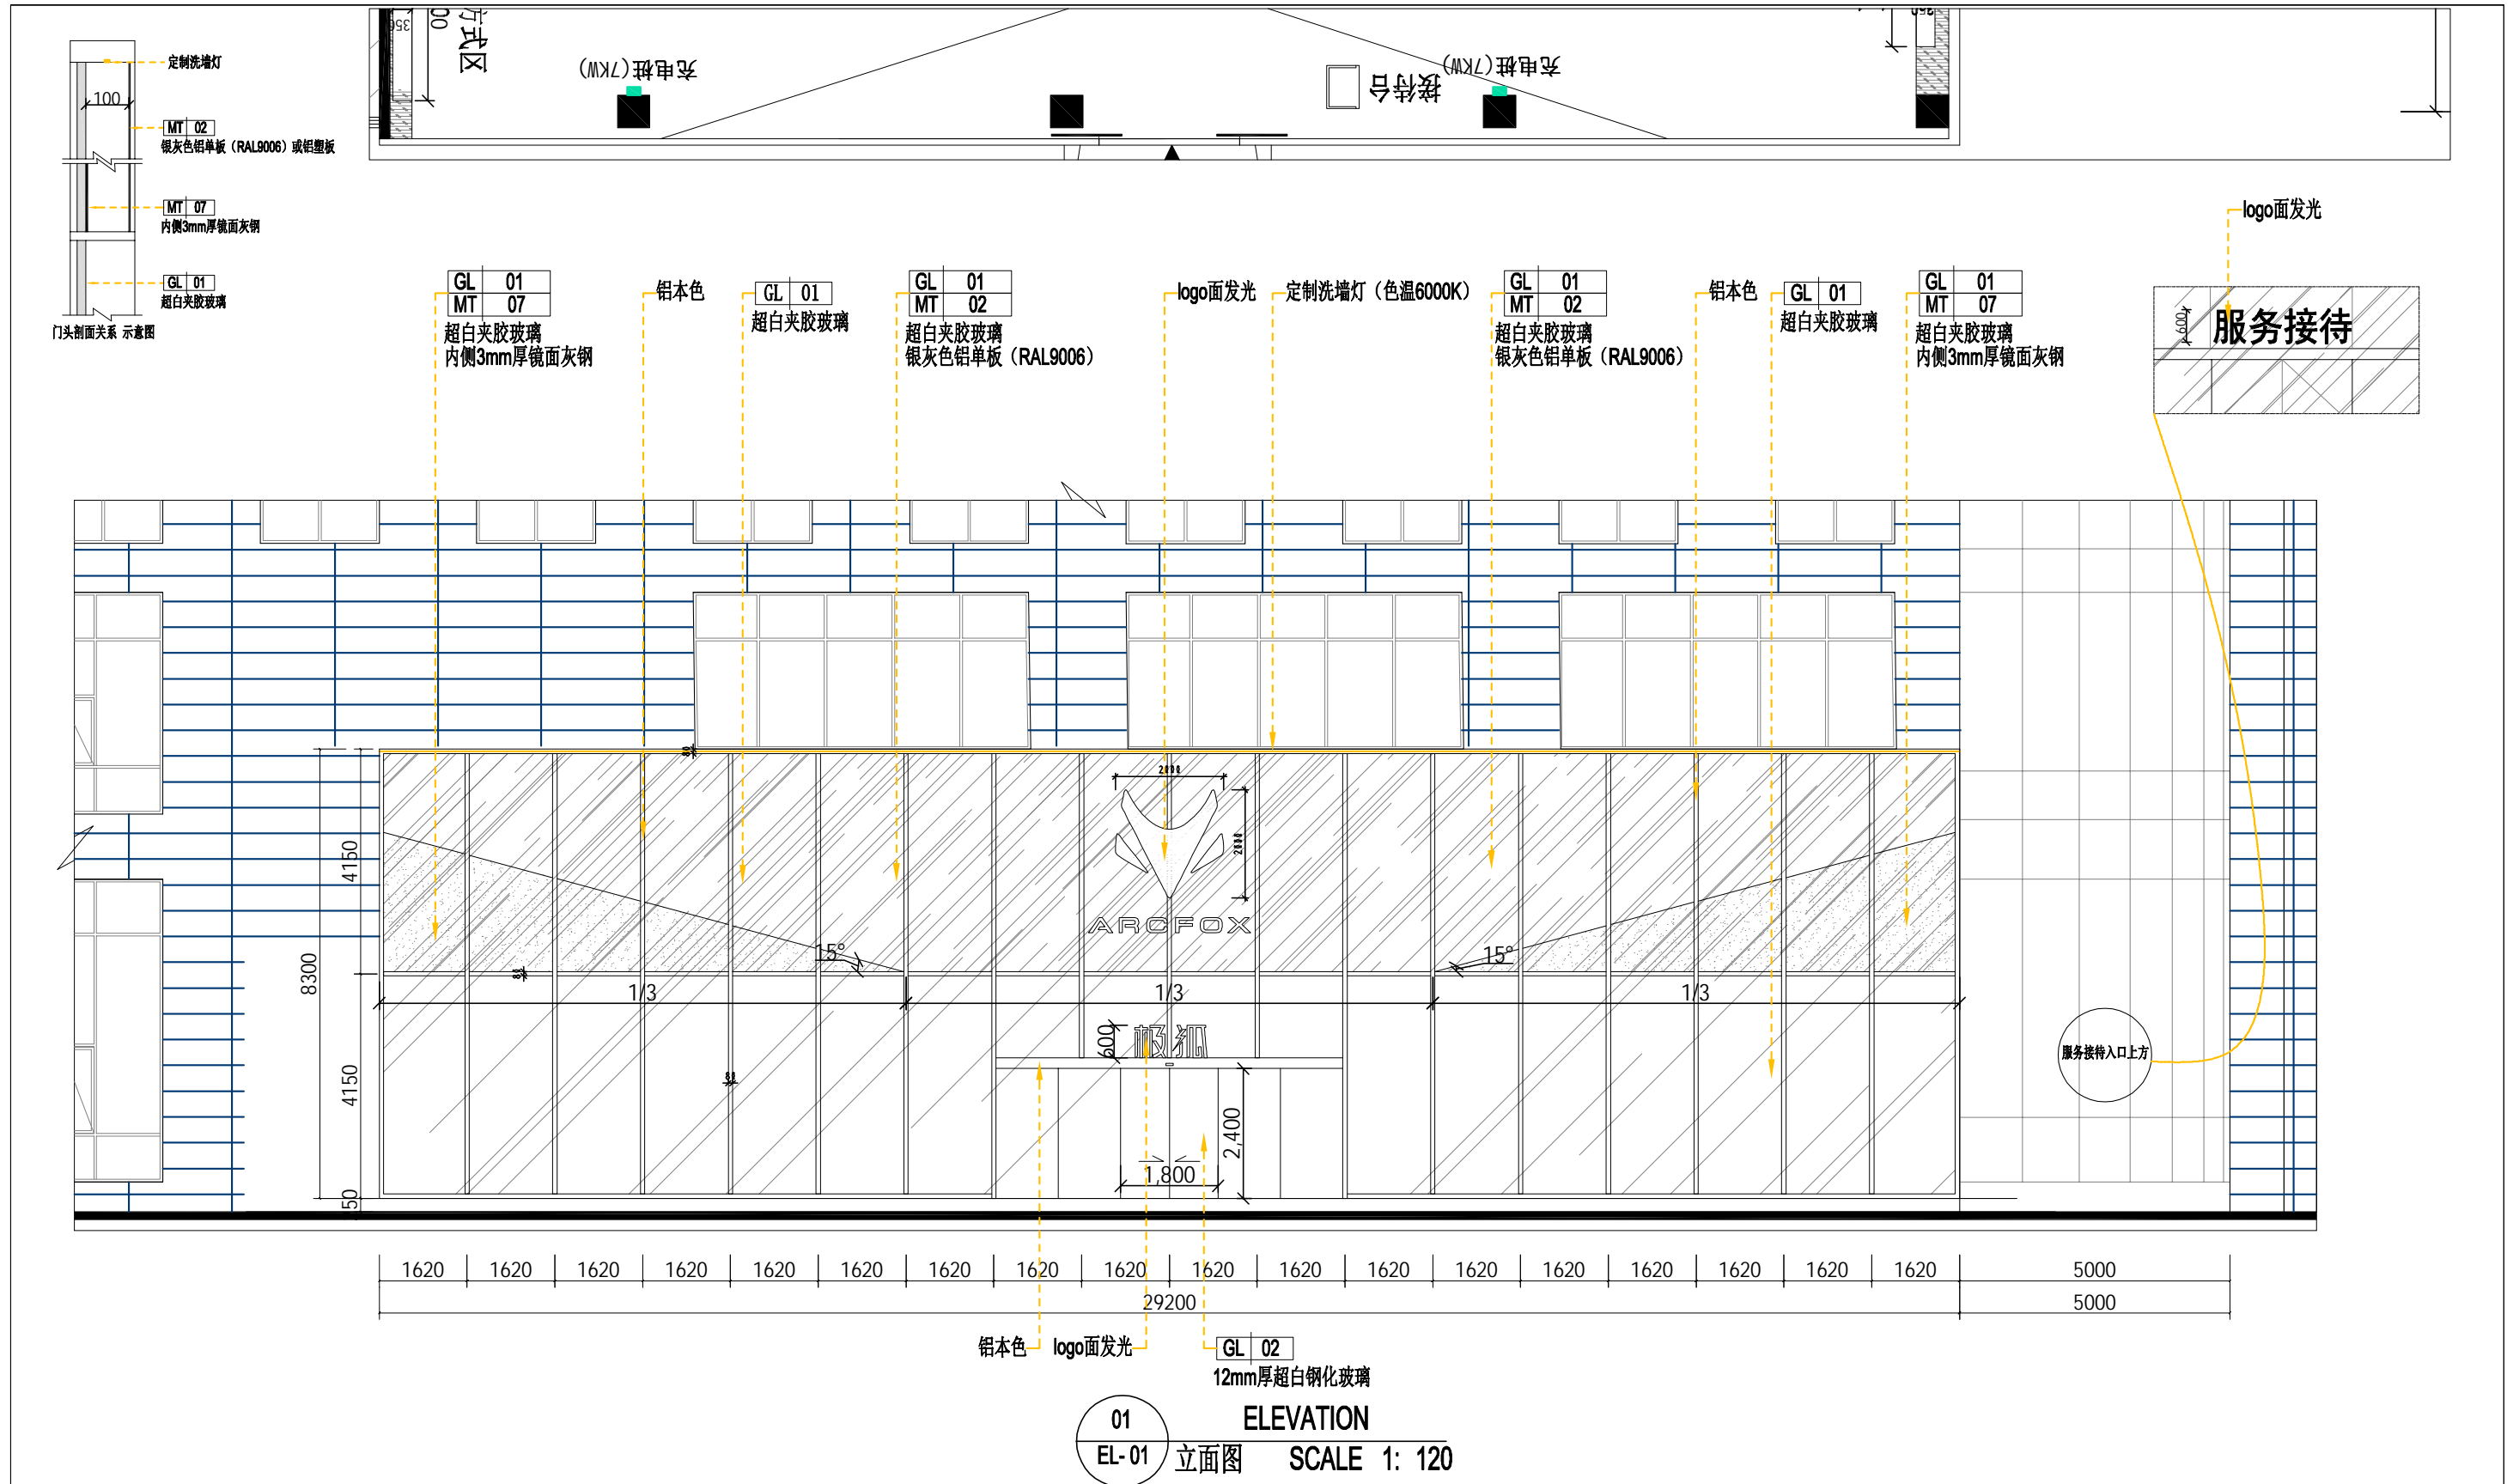 定制洗墙灯
100
MT 02
银灰色铝单板（RAL9006）或铝塑板
MT 07
内侧3mm厚镜面灰钢
GL 01
超白夹胶玻璃
门头剖面关系 示意图
350
00
方式区
充电桩(7KW)
接待台
充电桩(7KW)
350
logo面发光
600
服务接待
GL 01
MT 07
超白夹胶玻璃
内侧3mm厚镜面灰钢
铝本色
GL 01
超白夹胶玻璃
GL 01
MT 02
超白夹胶玻璃
银灰色铝单板（RAL9006）
logo面发光
定制洗墙灯（色温6000K）
GL 01
MT 02
超白夹胶玻璃
银灰色铝单板（RAL9006）
铝本色
GL 01
超白夹胶玻璃
GL 01
MT 07
超白夹胶玻璃
内侧3mm厚镜面灰钢
80
2000
2000
ARCFOX
4150
8300
15°
15°
80
1/3
1/3
1/3
600
极狐
80
4150
2,400
1,800
50
服务接待入口上方
1620 1620 1620 1620 1620 1620 1620 1620 1620 1620 1620 1620 1620 1620 1620 1620 1620 1620 5000
29200 5000
铝本色
logo面发光
GL 02
12mm厚超白钢化玻璃
01
EL-01
ELEVATION
立面图 SCALE 1: 120